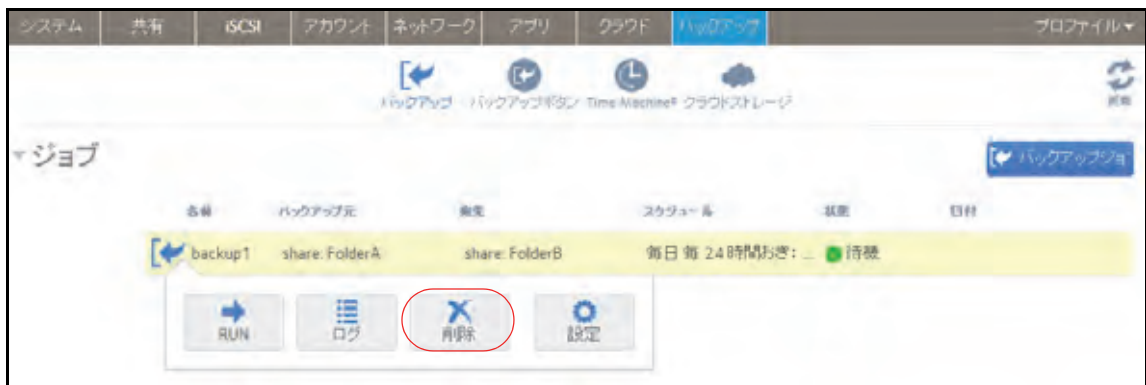 システム 共有 iSCSI アカウント ネットワーク アプリ クラウド バックアップ プロファイル
バックアップ バックアップボタン Time Machine® クラウドストレージ
ジョブ バックアップジョ
名前 バックアップ元 宛先 スケジュール 状態 日付
backup1 share: FolderA share: FolderB 毎日 毎 24時間おき: ... 待機
RUN ログ 削除 設定